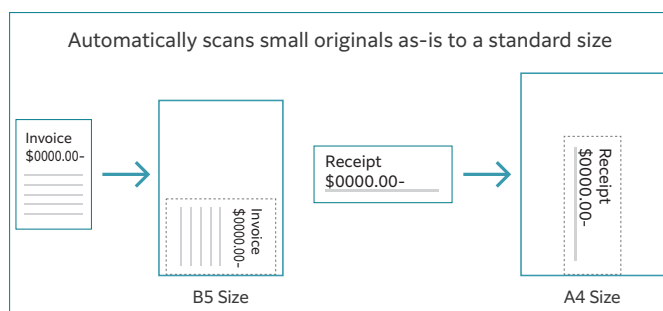 Automatically scans small originals as-is to a standard size
Invoice
$0000.00-
Invoice
$0000.00-
B5 Size
Receipt
$0000.00-
Receipt
$0000.00-
A4 Size